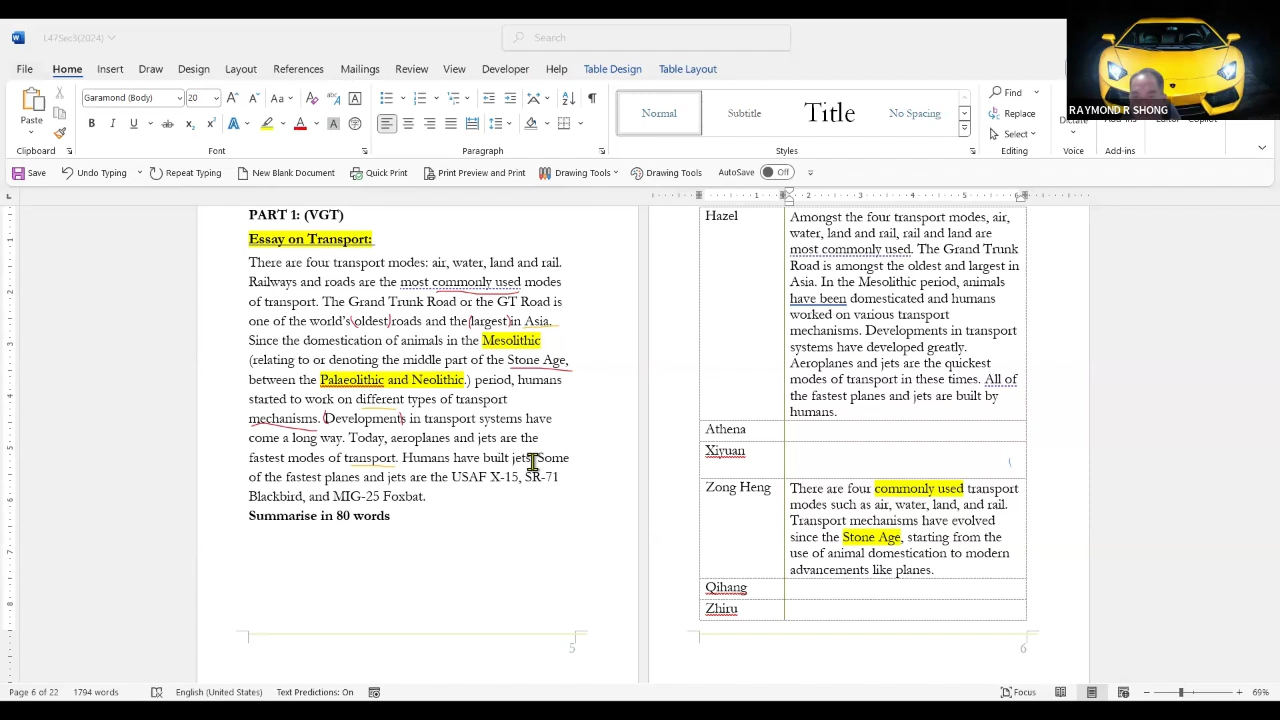 L47Sec3(2024)
Search
RAYMOND R SHONG
File Home Insert Draw Design Layout References Mailings Review View Developer Help Table Design Table Layout
Paste
Garamond (Body) 20
Normal
Subtitle
Title
No Spacing
Find
Replace
Select
Clipboard Font Paragraph Styles Editing Voice Add-ins
Save Undo Typing Repeat Typing New Blank Document Quick Print Print Preview and Print Drawing Tools Drawing Tools AutoSave Off
PART 1: (VGT)
Essay on Transport:
There are four transport modes: air, water, land and rail.
Railways and roads are the most commonly used modes
of transport. The Grand Trunk Road or the GT Road is
one of the world's oldest roads and the largest in Asia.
Since the domestication of animals in the Mesolithic
(relating to or denoting the middle part of the Stone Age,
between the Palaeolithic and Neolithic.) period, humans
started to work on different types of transport
mechanisms. Developments in transport systems have
come a long way. Today, aeroplanes and jets are the
fastest modes of transport. Humans have built jets. Some
of the fastest planes and jets are the USAF X-15, SR-71
Blackbird, and MIG-25 Foxbat.
Summarise in 80 words
5
Hazel
Amongst the four transport modes, air,
water, land and rail, rail and land are
most commonly used. The Grand Trunk
Road is amongst the oldest and largest in
Asia. In the Mesolithic period, animals
have been domesticated and humans
worked on various transport
mechanisms. Developments in transport
systems have developed greatly.
Aeroplanes and jets are the quickest
modes of transport in these times. All of
the fastest planes and jets are built by
humans.
Athena
Xiyuan
Zong Heng
There are four commonly used transport
modes such as air, water, land, and rail.
Transport mechanisms have evolved
since the Stone Age, starting from the
use of animal domestication to modern
advancements like planes.
Qihang
Zhiru
6
Page 6 of 22 1794 words English (United States) Text Predictions: On Focus 69%